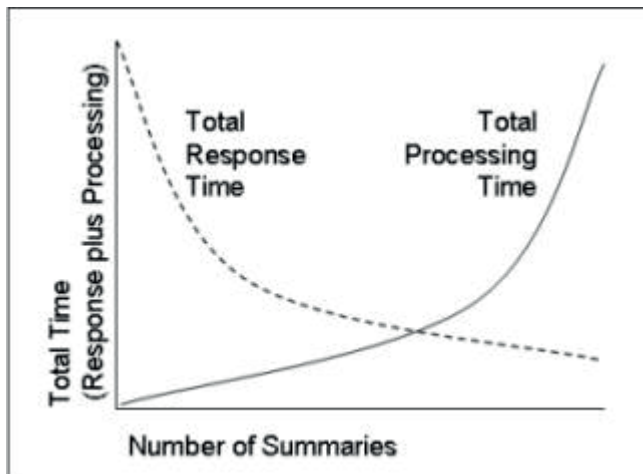 Total Time
(Response plus Processing)
Total
Response
Time
Total
Processing
Time
Number of Summaries